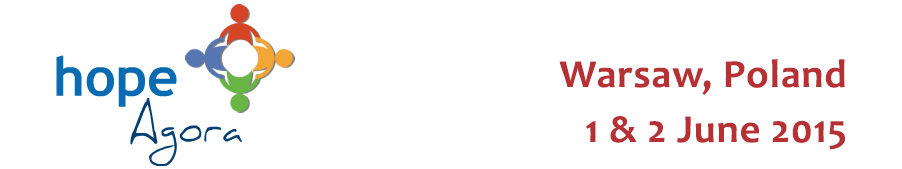 hope
Agora
Warsaw, Poland
1 & 2 June 2015